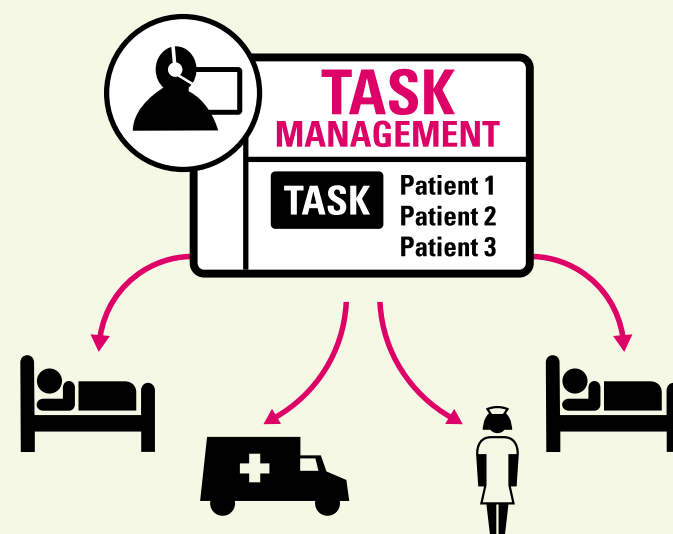 TASK
MANAGEMENT
TASK
Patient 1
Patient 2
Patient 3